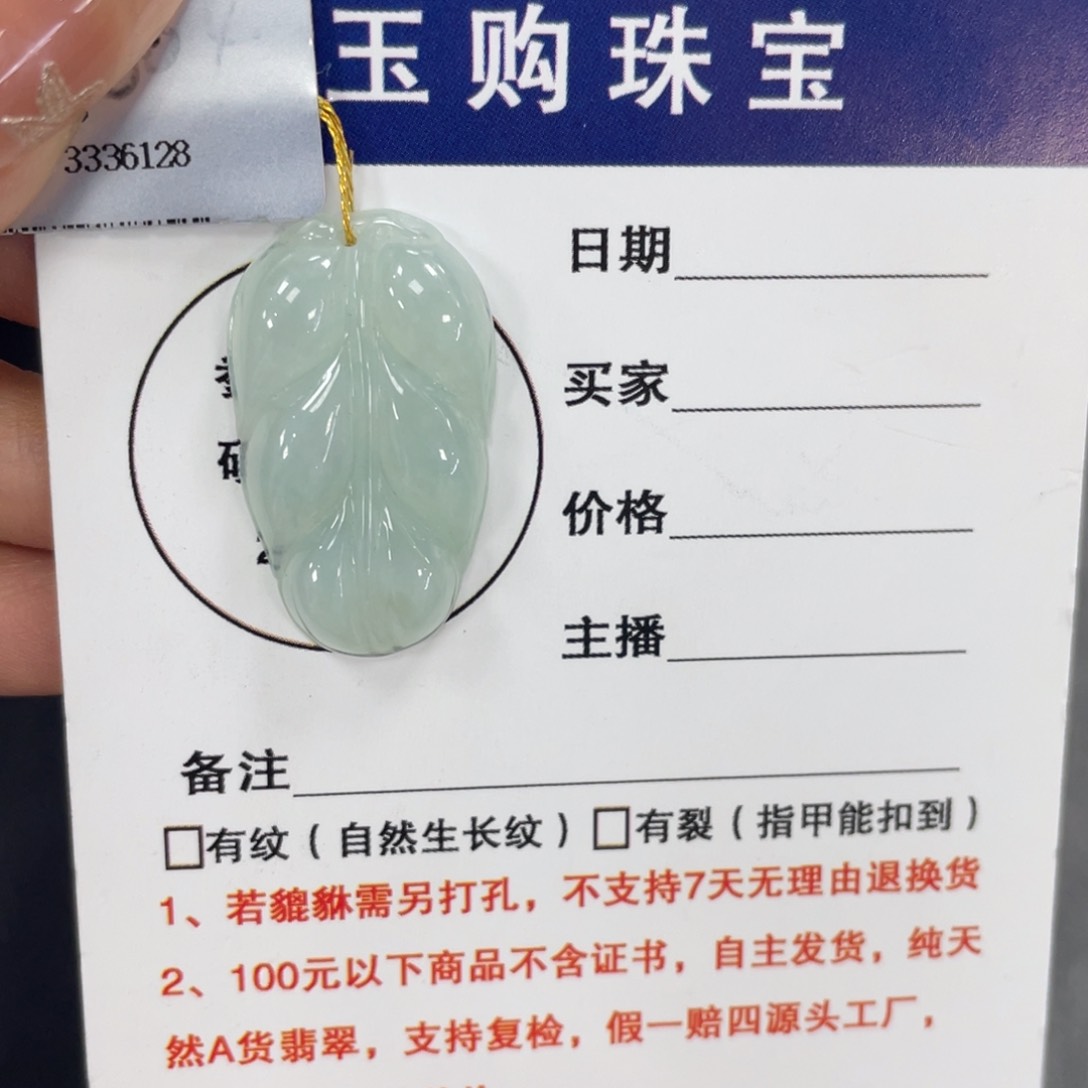 玉购珠宝
3336128
日期
买家
价格
主播
备注
□有纹（自然生长纹）□有裂（指甲能扣到）
1、若貔貅需另打孔，不支持7天无理由退换货
2、100元以下商品不含证书，自主发货，纯天
然A货翡翠，支持复检，假一赔四源头工厂，